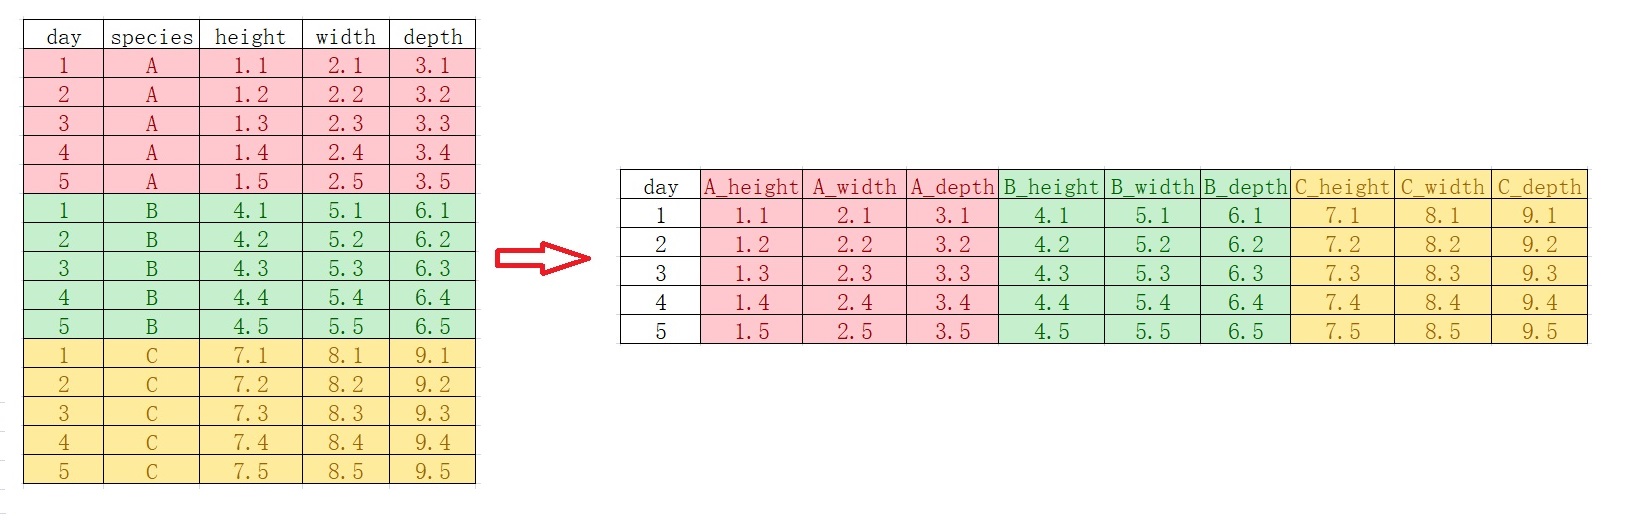 day species height width depth
1 A 1.1 2.1 3.1
2 A 1.2 2.2 3.2
3 A 1.3 2.3 3.3
4 A 1.4 2.4 3.4
5 A 1.5 2.5 3.5
1 B 4.1 5.1 6.1
2 B 4.2 5.2 6.2
3 B 4.3 5.3 6.3
4 B 4.4 5.4 6.4
5 B 4.5 5.5 6.5
1 C 7.1 8.1 9.1
2 C 7.2 8.2 9.2
3 C 7.3 8.3 9.3
4 C 7.4 8.4 9.4
5 C 7.5 8.5 9.5
day A_height A_width A_depth B_height B_width B_depth C_height C_width C_depth
1 1.1 2.1 3.1 4.1 5.1 6.1 7.1 8.1 9.1
2 1.2 2.2 3.2 4.2 5.2 6.2 7.2 8.2 9.2
3 1.3 2.3 3.3 4.3 5.3 6.3 7.3 8.3 9.3
4 1.4 2.4 3.4 4.4 5.4 6.4 7.4 8.4 9.4
5 1.5 2.5 3.5 4.5 5.5 6.5 7.5 8.5 9.5